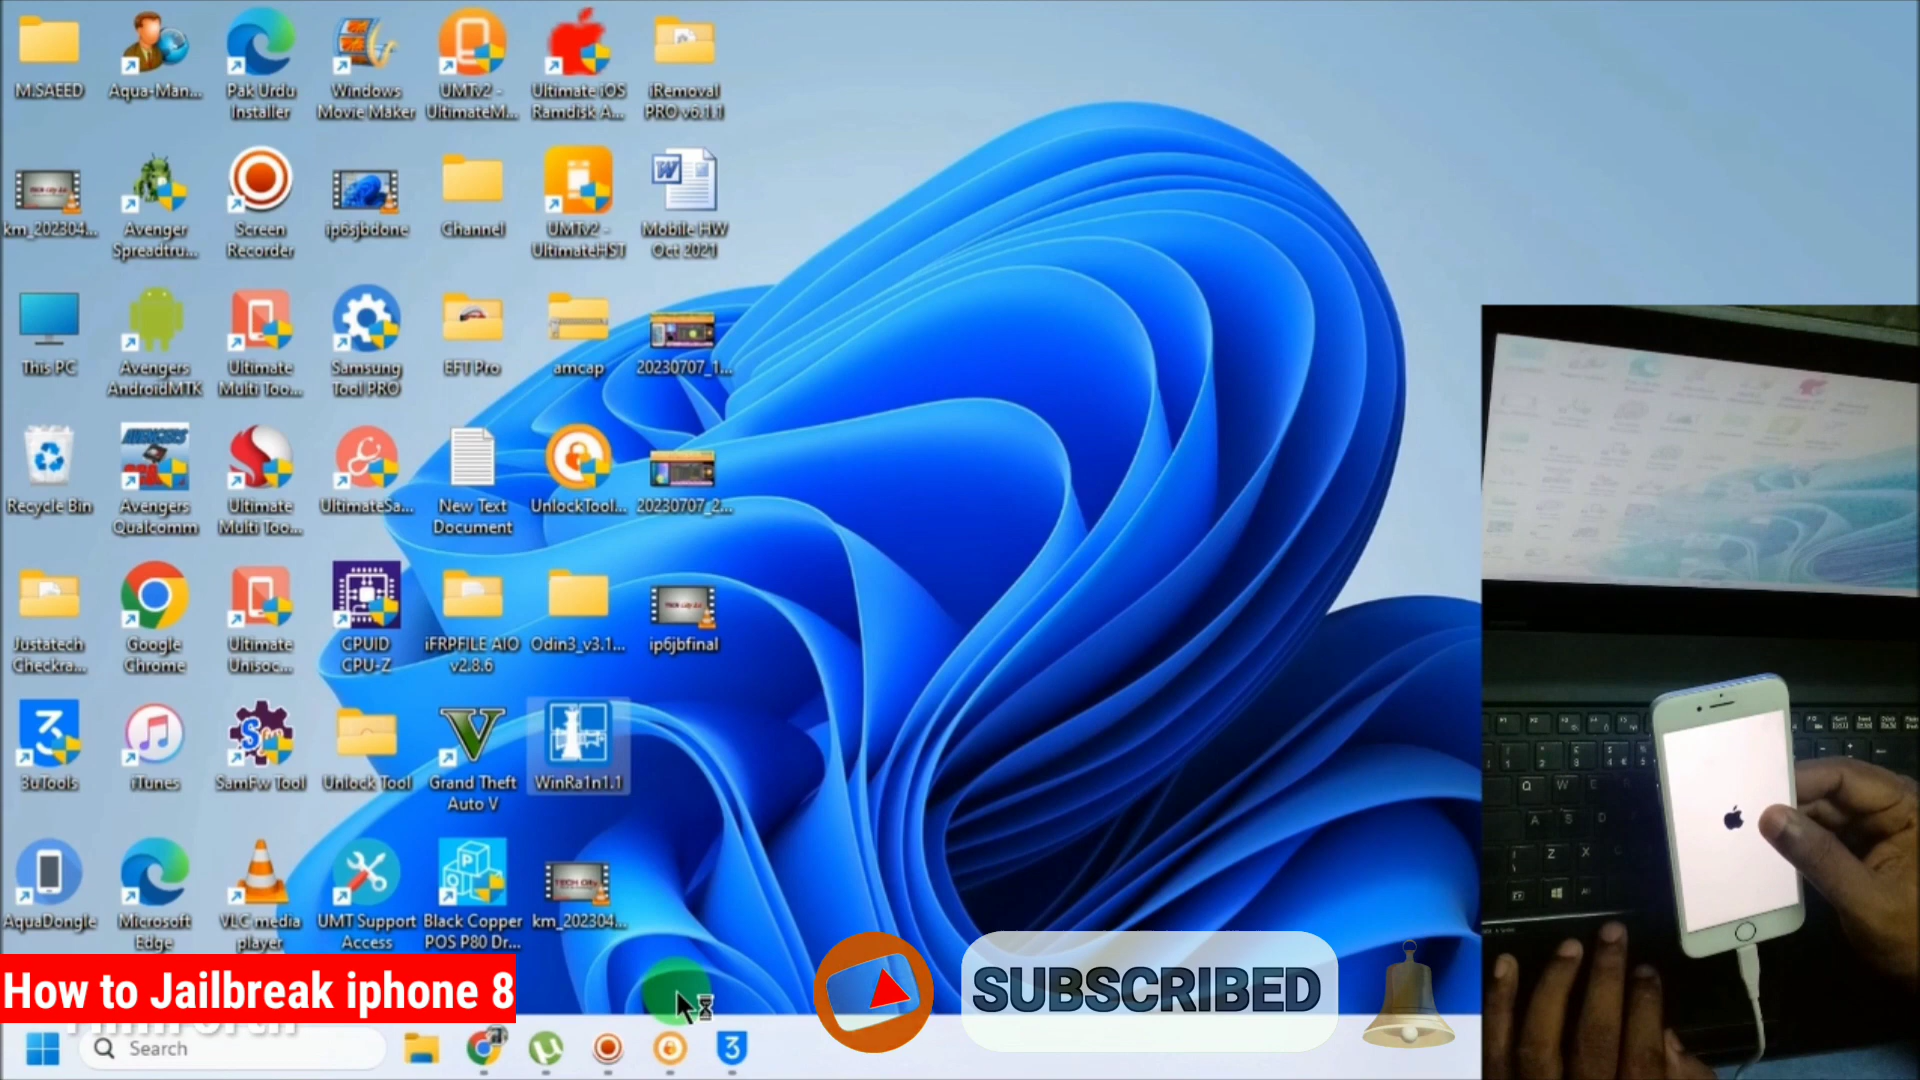 M.SAEED
Aqua-Man...
Pak Urdu
Installer
Windows
Movie Maker
UMTv2 -
UltimateM...
Ultimate iOS
Ramdisk A...
iRemoval
PRO v6.1.1
km_202304...
Avenger
Spreadtru...
Screen
Recorder
ip6sjbdone
Channel
UMTv2 -
UltimateHST
Mobile HW
Oct 2021
This PC
Avengers
AndroidMTK
Ultimate
Multi Too...
Samsung
Tool PRO
EFT Pro
amcap
20230707_1...
Recycle Bin
Avengers
Qualcomm
Ultimate
Multi Too...
UltimateSa...
New Text
Document
UnlockTool...
20230707_2...
Justatech
Checkra...
Google
Chrome
Ultimate
Unisoc...
CPUID
CPU-Z
iFRPFILE AIO
v2.8.6
Odin3_v3.1...
ip6jbfinal
3uTools
iTunes
SamFw Tool
Unlock Tool
Grand Theft
Auto V
WinRa1n1.1
AquaDongle
Microsoft
Edge
VLC media
player
UMT Support
Access
Black Copper
POS P80 Dr...
km_202304...
How to Jailbreak iphone 8
SUBSCRIBED
Search